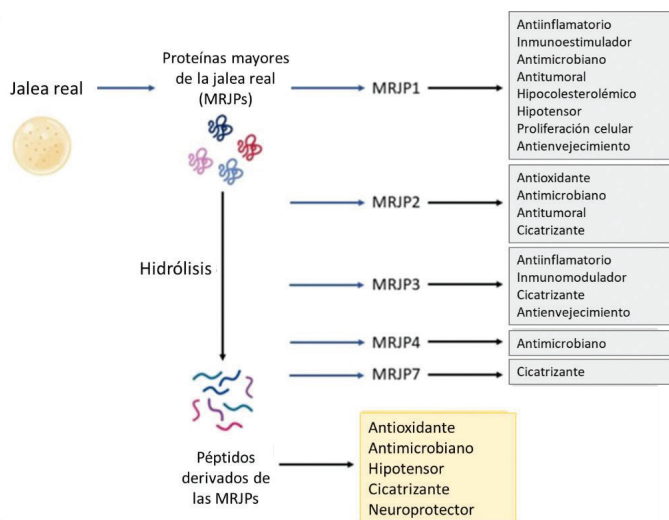 Jalea real
Proteínas mayores
de la jalea real
(MRJPs)
MRJP1
Antiinflamatorio
Inmunoestimulador
Antimicrobiano
Antitumoral
Hipocolesterolémico
Hipotensor
Proliferación celular
Antienvejecimiento
MRJP2
Antioxidante
Antimicrobiano
Antitumoral
Cicatrizante
Hidrólisis
MRJP3
Antiinflamatorio
Inmunomodulador
Cicatrizante
Antienvejecimiento
MRJP4
Antimicrobiano
MRJP7
Cicatrizante
Péptidos
derivados de
las MRJPs
Antioxidante
Antimicrobiano
Hipotensor
Cicatrizante
Neuroprotector